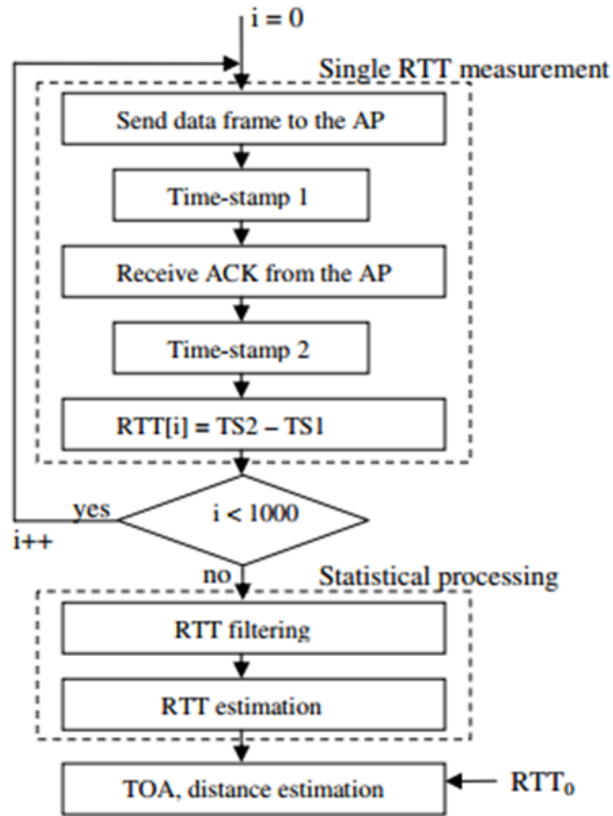 i = 0
Single RTT measurement
Send data frame to the AP
Time-stamp 1
Receive ACK from the AP
Time-stamp 2
RTT[i] = TS2 – TS1
i < 1000
yes
i++
no
Statistical processing
RTT filtering
RTT estimation
TOA, distance estimation
RTT₀